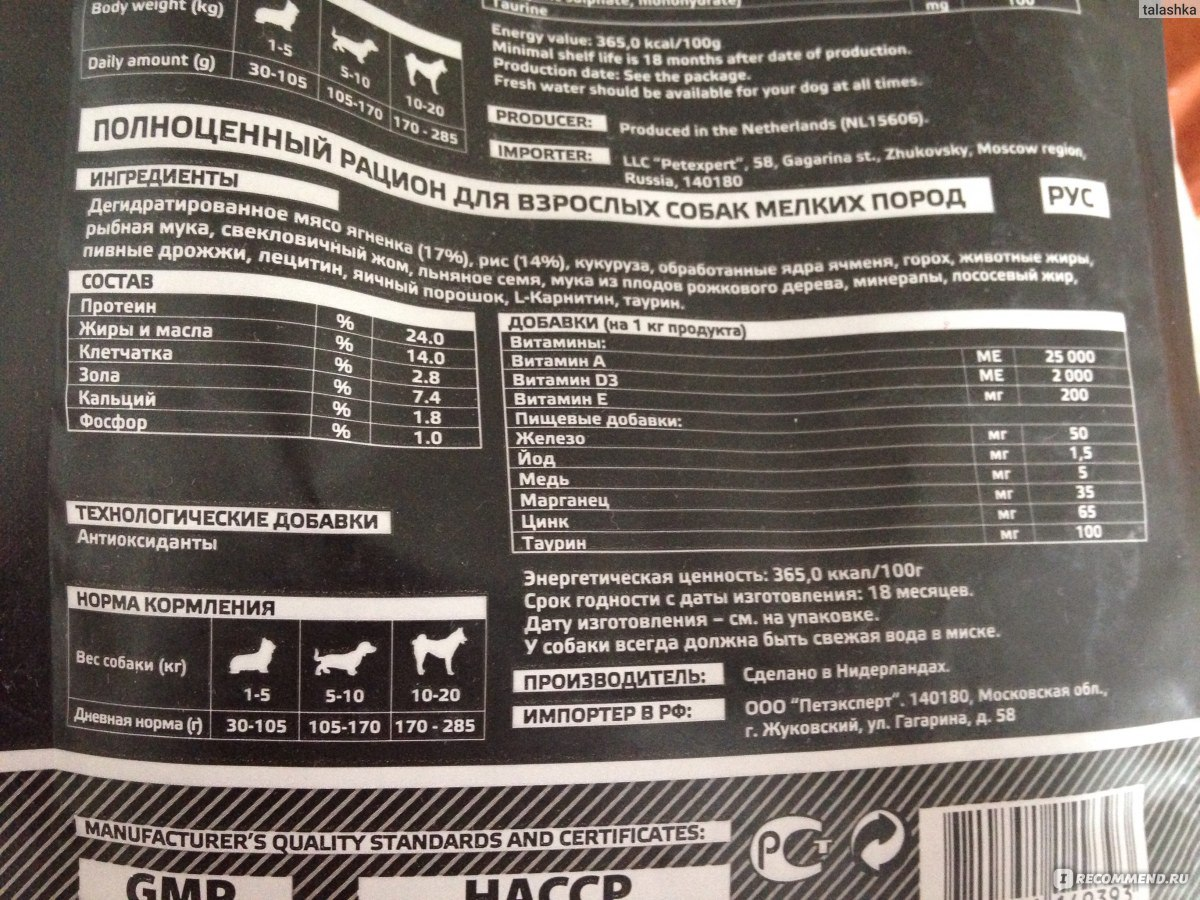 talashka
Body weight (kg)
1-5
5-10
10-20
Daily amount (g)
30-105
105-170
170 - 285
Taurine
mg
100
Energy value: 365,0 kcal/100g
Minimal shelf life is 18 months after date of production.
Production date: See the package.
Fresh water should be available for your dog at all times.
PRODUCER:
Produced in the Netherlands (NL15606).
IMPORTER:
LLC "Petexpert", 58, Gagarina st., Zhukovsky, Moscow region,
Russia, 140180
ПОЛНОЦЕННЫЙ РАЦИОН ДЛЯ ВЗРОСЛЫХ СОБАК МЕЛКИХ ПОРОД
РУС
ИНГРЕДИЕНТЫ
Дегидратированное мясо ягненка (17%), рис (14%), кукуруза, обработанные ядра ячменя, горох, животные жиры,
рыбная мука, свекловичный жом, льняное семя, мука из плодов рожкового дерева, минералы, лососевый жир,
пивные дрожжи, лецитин, яичный порошок, L-Карнитин, таурин.
СОСТАВ
Протеин % 24.0
Жиры и масла % 14.0
Клетчатка % 2.8
Зола % 7.4
Кальций % 1.8
Фосфор % 1.0
ДОБАВКИ (на 1 кг продукта)
Витамины:
Витамин А МЕ 25 000
Витамин D3 МЕ 2 000
Витамин Е мг 200
Пищевые добавки:
Железо мг 50
Йод мг 1,5
Медь мг 5
Марганец мг 35
Цинк мг 65
Таурин мг 100
ТЕХНОЛОГИЧЕСКИЕ ДОБАВКИ
Антиоксиданты
НОРМА КОРМЛЕНИЯ
Вес собаки (кг)
1-5
5-10
10-20
Дневная норма (г)
30-105
105-170
170 - 285
Энергетическая ценность: 365,0 ккал/100г
Срок годности с даты изготовления: 18 месяцев.
Дату изготовления – см. на упаковке.
У собаки всегда должна быть свежая вода в миске.
ПРОИЗВОДИТЕЛЬ:
Сделано в Нидерландах.
ИМПОРТЕР В РФ:
ООО "Петэксперт". 140180, Московская обл.,
г. Жуковский, ул. Гагарина, д. 58
MANUFACTURER'S QUALITY STANDARDS AND CERTIFICATES:
РСТ
GMP
HACCP
IRECOMMEND.RU